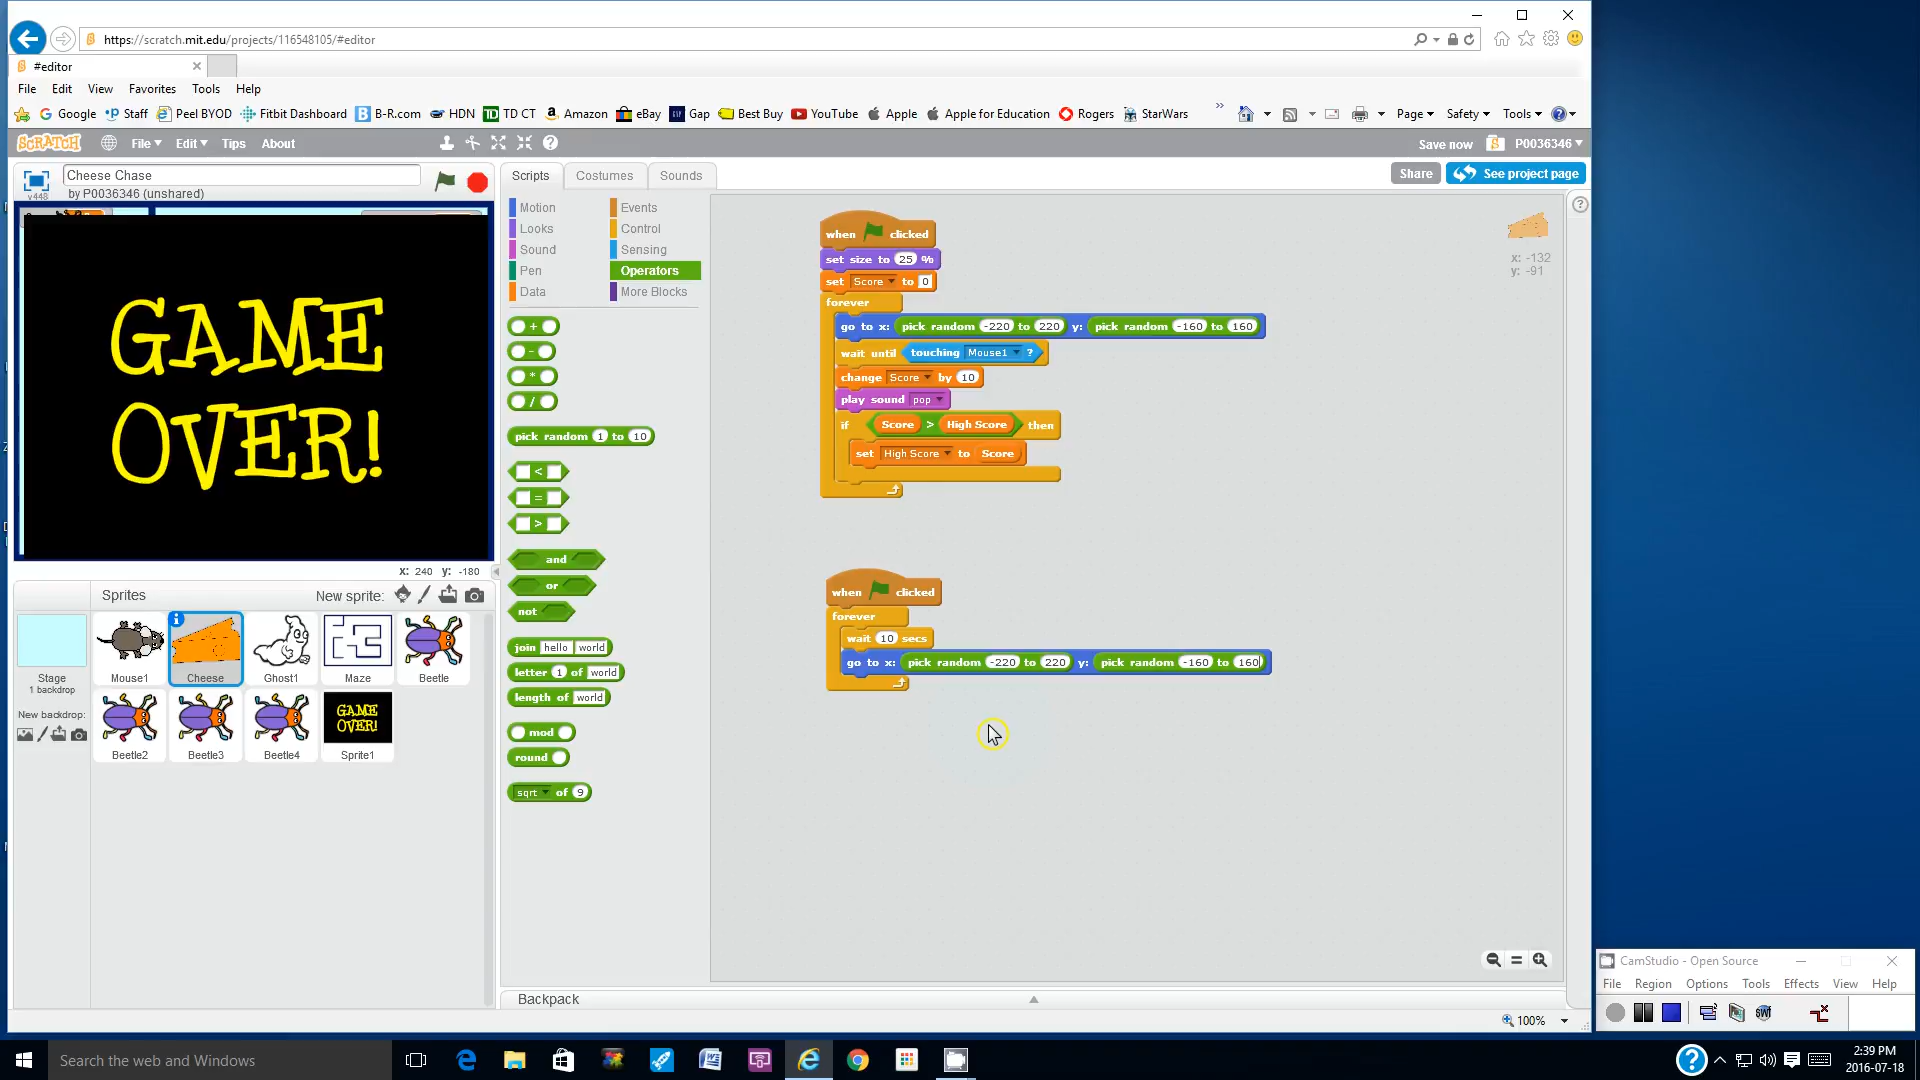 https://scratch.mit.edu/projects/116548105/#editor
#editor
File Edit View Favorites Tools Help
Google Staff Peel BYOD Fitbit Dashboard B-R.com HDN TD CT Amazon eBay Gap Best Buy YouTube Apple Apple for Education Rogers StarWars » Page Safety Tools
SCRATCH File Edit Tips About Save now P0036346
Cheese Chase
by P0036346 (unshared)
v448
Scripts Costumes Sounds
Share See project page
GAME
OVER!
x: 240 y: -180
Motion Events
Looks Control
Sound Sensing
Pen Operators
Data More Blocks
+
-
*
/
pick random 1 to 10
<
=
>
and
or
not
join hello world
letter 1 of world
length of world
mod
round
sqrt of 9
when clicked
set size to 25 %
set Score to 0
forever
go to x: pick random -220 to 220 y: pick random -160 to 160
wait until touching Mouse1 ?
change Score by 10
play sound pop
if Score > High Score then
set High Score to Score
when clicked
forever
wait 10 secs
go to x: pick random -220 to 220 y: pick random -160 to 160
x: -132
y: -91
Sprites New sprite:
Stage
1 backdrop
New backdrop:
Mouse1 Cheese Ghost1 Maze Beetle
GAME
OVER!
Beetle2 Beetle3 Beetle4 Sprite1
Backpack
100%
CamStudio - Open Source
File Region Options Tools Effects View Help
SWF
Search the web and Windows
2:39 PM
2016-07-18